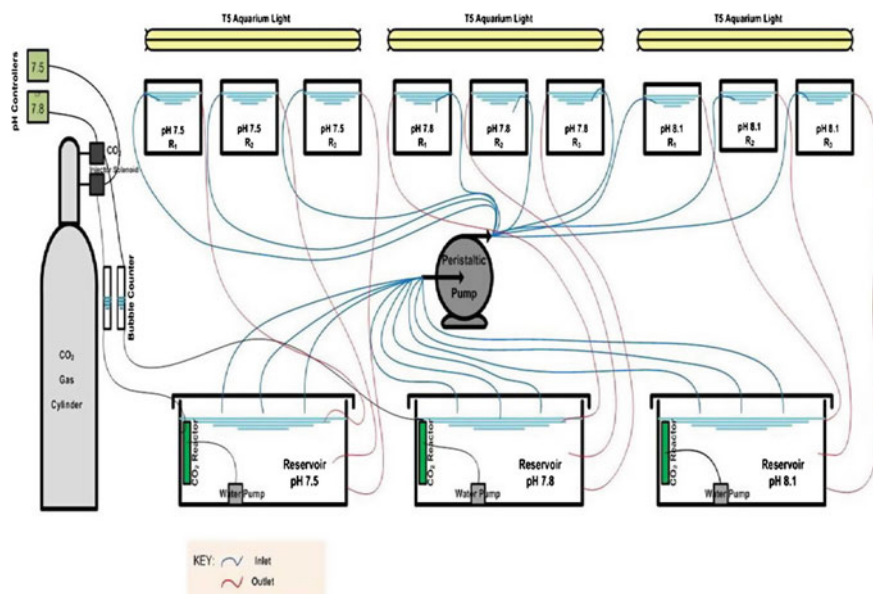 T5 Aquarium Light
T5 Aquarium Light
T5 Aquarium Light
pH Controllers
7.5
7.8
CO₂
Injector Solenoid
pH 7.5
R₁
pH 7.5
R₂
pH 7.5
R₃
pH 7.8
R₁
pH 7.8
R₂
pH 7.8
R₃
pH 8.1
R₁
pH 8.1
R₂
pH 8.1
R₃
Peristaltic
Pump
Bubble Counter
CO₂
Gas
Cylinder
CO₂ Reactor
Water Pump
Reservoir
pH 7.5
CO₂ Reactor
Water Pump
Reservoir
pH 7.8
CO₂ Reactor
Water Pump
Reservoir
pH 8.1
KEY:
Inlet
Outlet